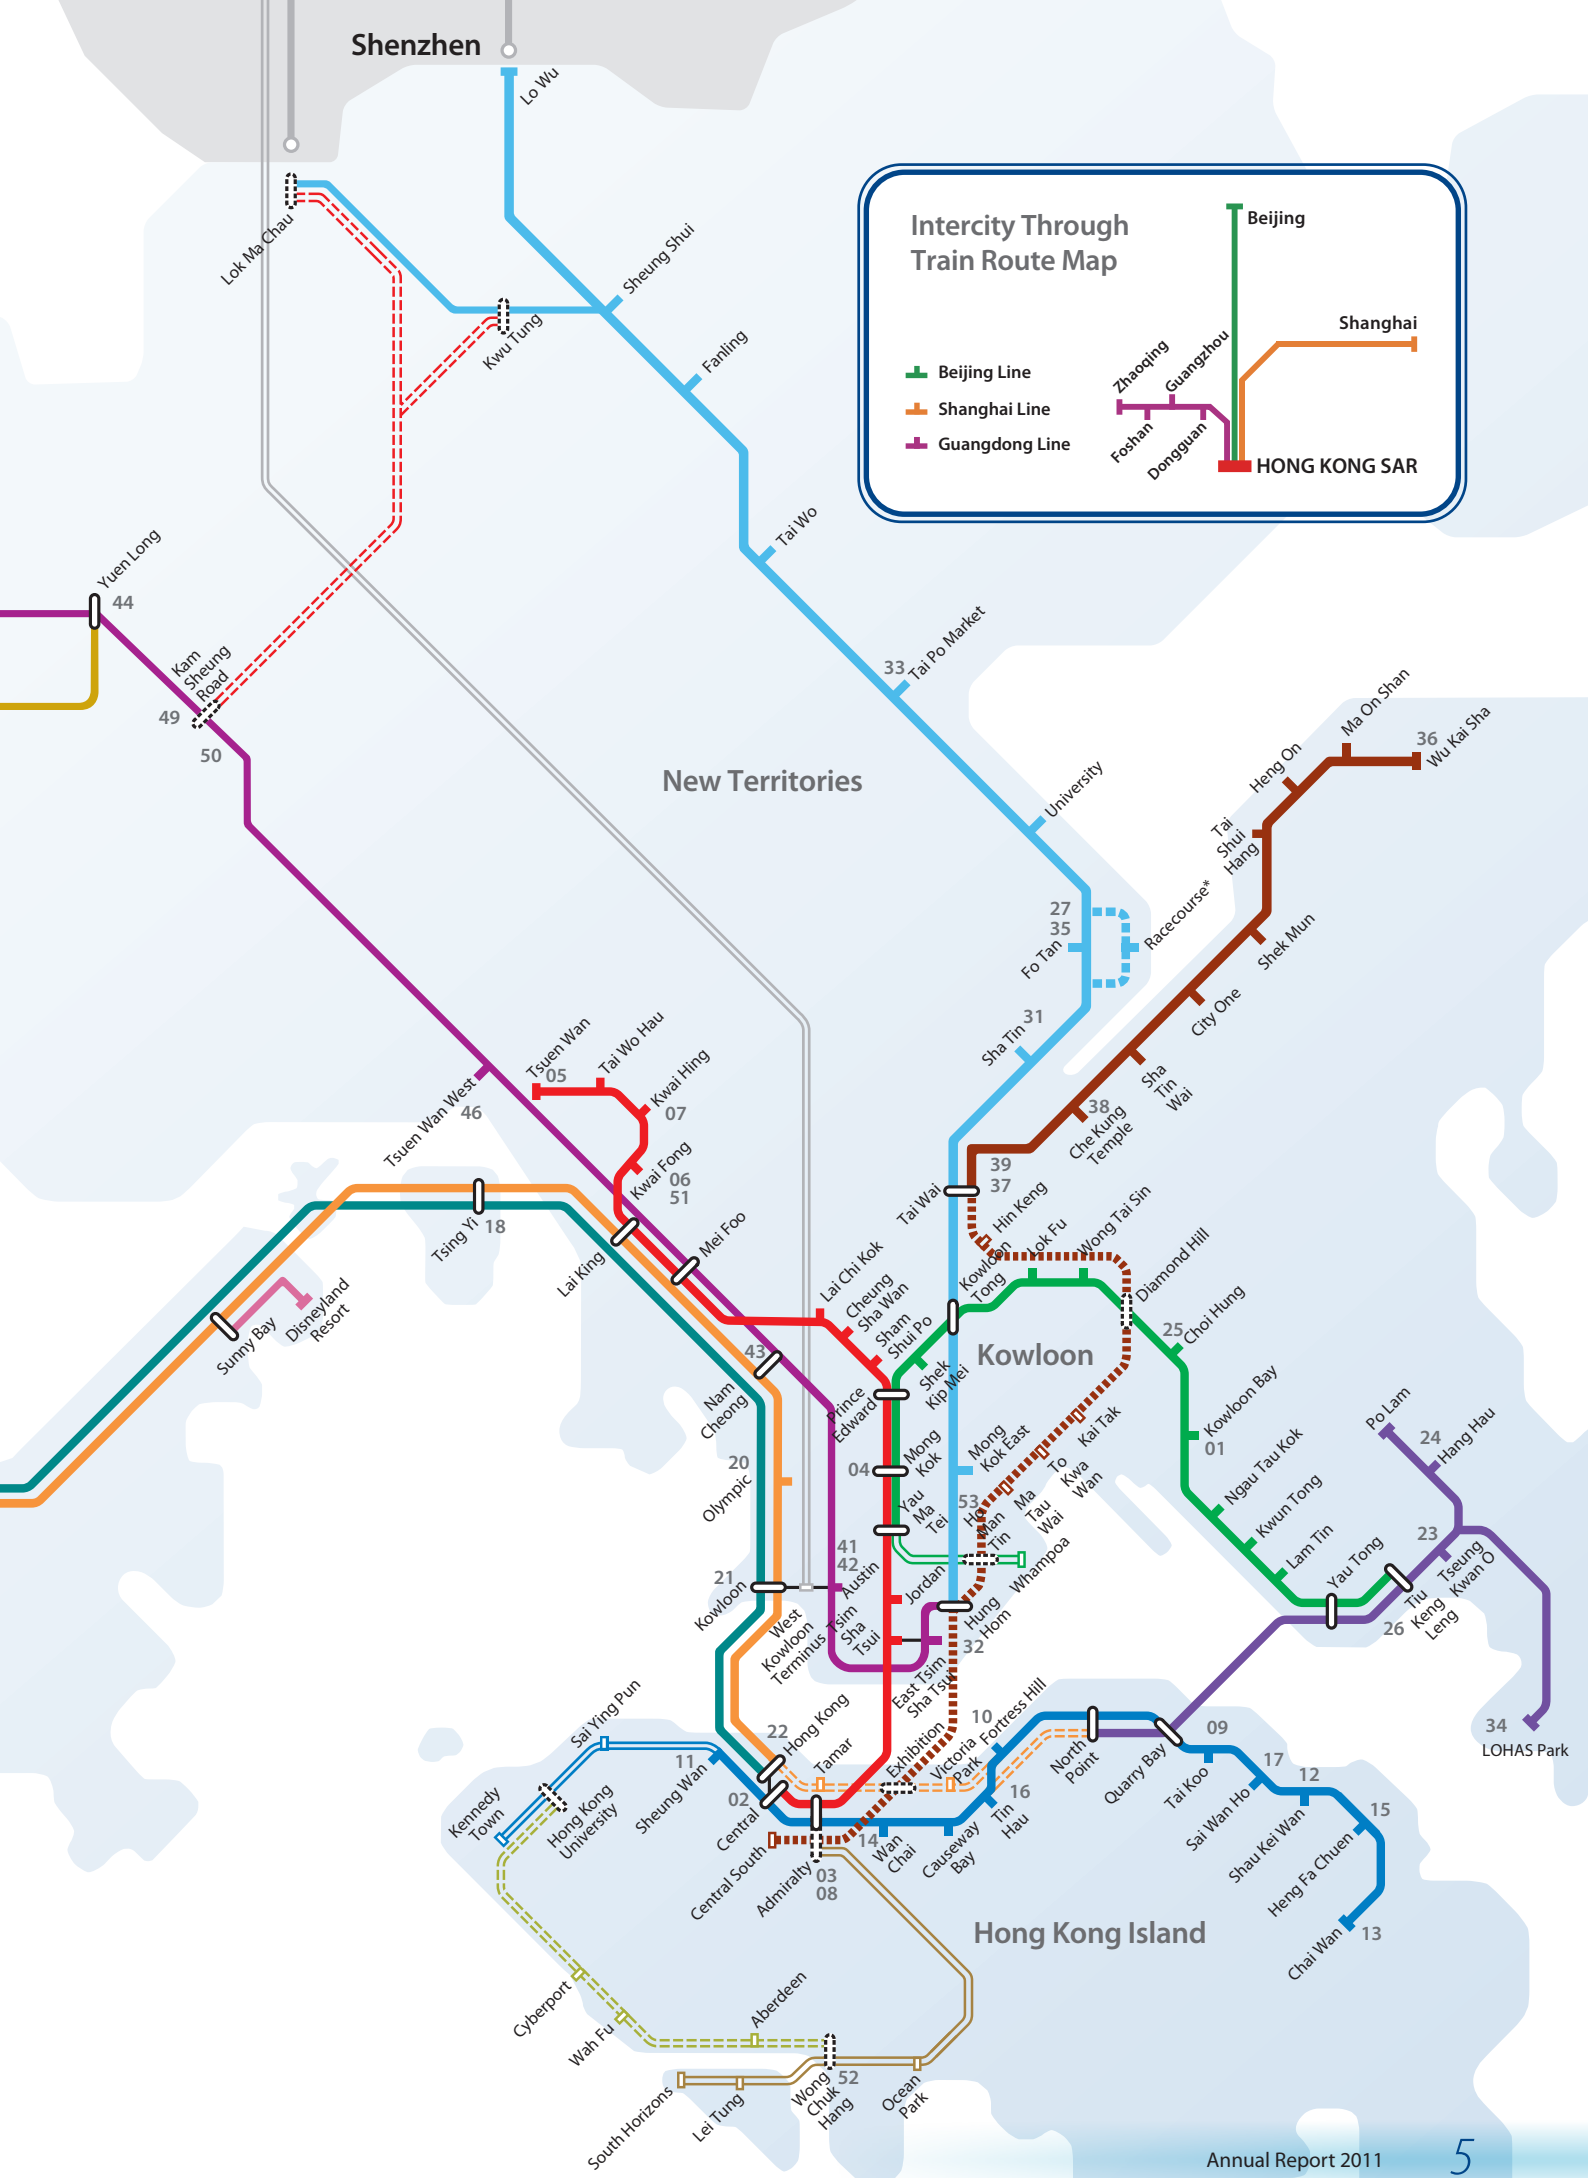 Shenzhen
Lo Wu
Lok Ma Chau
Sheung Shui
Kwu Tung
Fanling
Intercity Through
Train Route Map
Beijing
Shanghai
Beijing Line
Shanghai Line
Guangdong Line
Zhaoqing
Guangzhou
Foshan
Dongguan
HONG KONG SAR
Tai Wo
Yuen Long
44
Kam
Sheung
Road
49
50
33
Tai Po Market
New Territories
University
Ma On Shan
36
Wu Kai Sha
Heng On
Tai
Shui
Hang
27
35
Fo Tan
Racecourse*
Shek Mun
City One
Sha Tin
31
Sha
Tin
Wai
38
Che Kung
Temple
Tsuen Wan West
46
Tsuen Wan
05
Tai Wo Hau
Kwai Hing
07
Kwai Fong
06
51
39
37
Tai Wai
Hin Keng
Tsing Yi
18
Lai King
Mei Foo
Lai Chi Kok
Cheung
Sha Wan
Sham
Shui Po
Kowloon
Tong
Lok Fu
Wong Tai Sin
Diamond Hill
25
Choi Hung
Sunny Bay
Disneyland
Resort
43
Nam
Cheong
Prince
Edward
Shek
Kip Mei
Kowloon
Kowloon Bay
01
Po Lam
24
Hang Hau
20
Olympic
04
Mong
Kok
Mong
Kok East
Kai Tak
To
Kwa
Wan
Ma
Tau
Wai
Ngau Tau Kok
Kwun Tong
Lam Tin
Yau
Ma
Tei
53
Ho
Man
Tin
Whampoa
Yau Tong
23
Tseung
Kwan O
Tiu
Keng
Leng
26
41
42
Austin
21
Kowloon
West
Kowloon
Terminus
Jordan
Tsim
Sha
Tsui
Hung
Hom
32
East Tsim
Sha Tsui
34
LOHAS Park
Sai Ying Pun
22
Hong Kong
Tamar
Exhibition
10
Fortress Hill
Victoria
Park
North
Point
Quarry Bay
09
Tai Koo
17
Sai Wan Ho
12
Shau Kei Wan
15
Heng Fa Chuen
Chai Wan
13
11
Sheung Wan
Kennedy
Town
Hong Kong
University
02
Central
Central South
Admiralty
03
08
14
Wan
Chai
Causeway
Bay
16
Tin
Hau
Hong Kong Island
Cyberport
Wah Fu
Aberdeen
South Horizons
Lei Tung
Wong
Chuk
Hang
52
Ocean
Park
Annual Report 2011
5